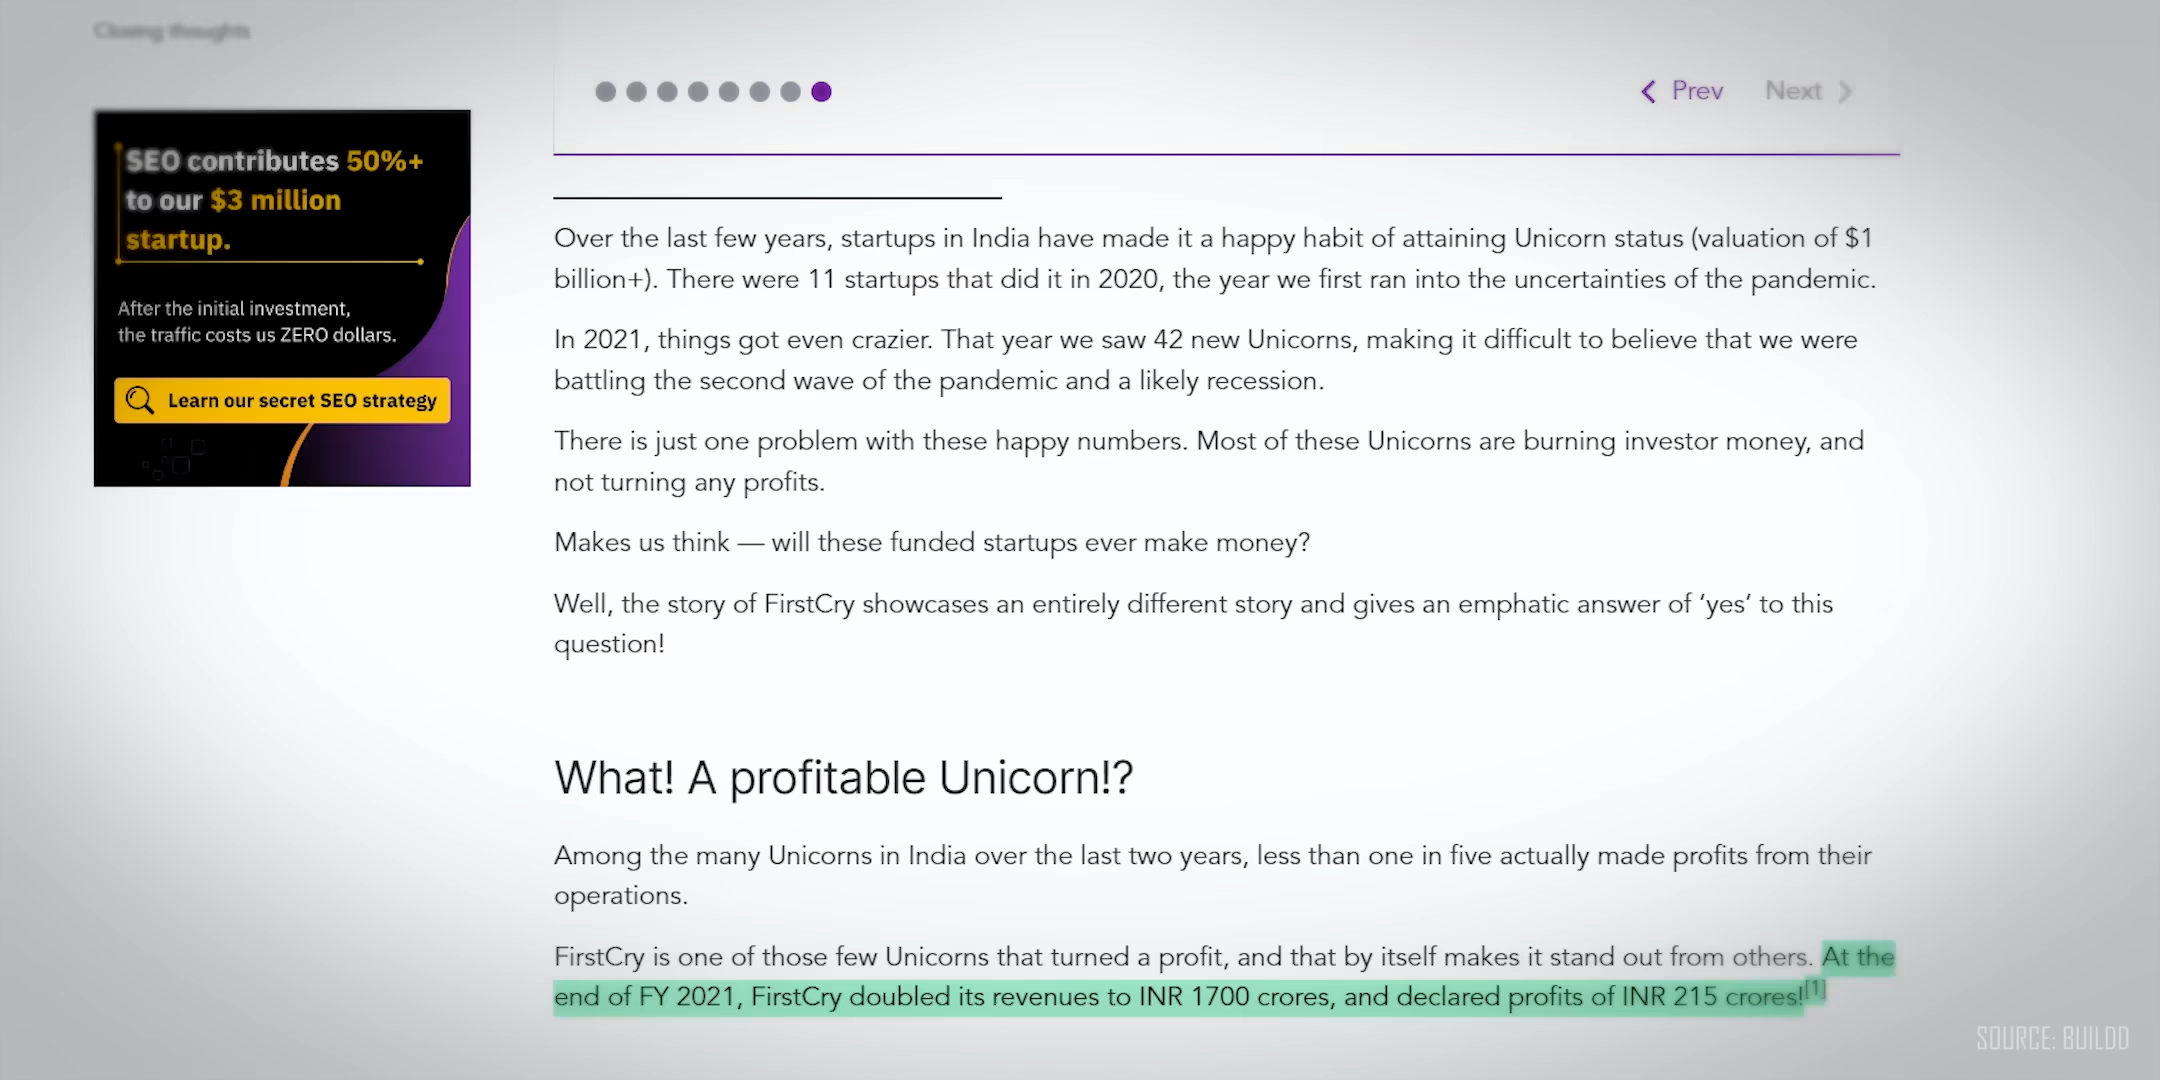 Closing thoughts
Prev
Next
SEO contributes 50%+
to our $3 million
startup.
After the initial investment,
the traffic costs us ZERO dollars.
Learn our secret SEO strategy
Over the last few years, startups in India have made it a happy habit of attaining Unicorn status (valuation of $1
billion+). There were 11 startups that did it in 2020, the year we first ran into the uncertainties of the pandemic.
In 2021, things got even crazier. That year we saw 42 new Unicorns, making it difficult to believe that we were
battling the second wave of the pandemic and a likely recession.
There is just one problem with these happy numbers. Most of these Unicorns are burning investor money, and
not turning any profits.
Makes us think — will these funded startups ever make money?
Well, the story of FirstCry showcases an entirely different story and gives an emphatic answer of ‘yes’ to this
question!
What! A profitable Unicorn!?
Among the many Unicorns in India over the last two years, less than one in five actually made profits from their
operations.
FirstCry is one of those few Unicorns that turned a profit, and that by itself makes it stand out from others. At the
end of FY 2021, FirstCry doubled its revenues to INR 1700 crores, and declared profits of INR 215 crores![1]
SOURCE: BUILDD